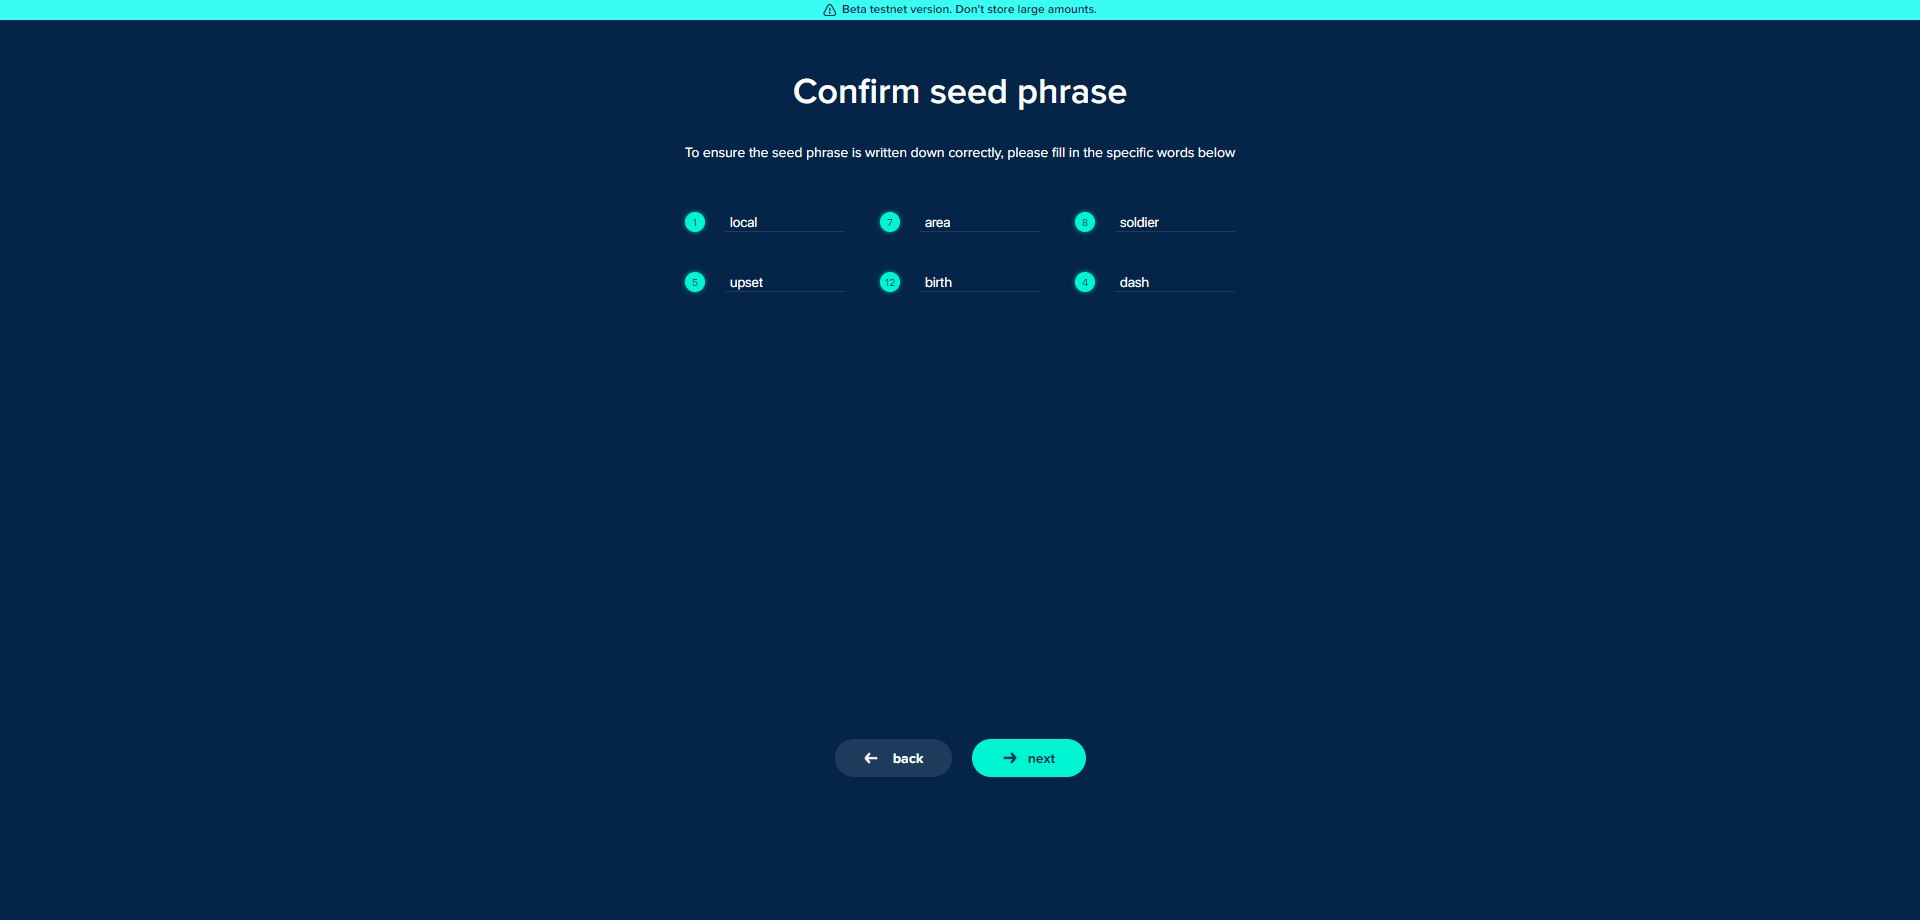 Beta testnet version. Don't store large amounts.
Confirm seed phrase
To ensure the seed phrase is written down correctly, please fill in the specific words below
1 local 7 area 8 soldier
5 upset 12 birth 4 dash
back next